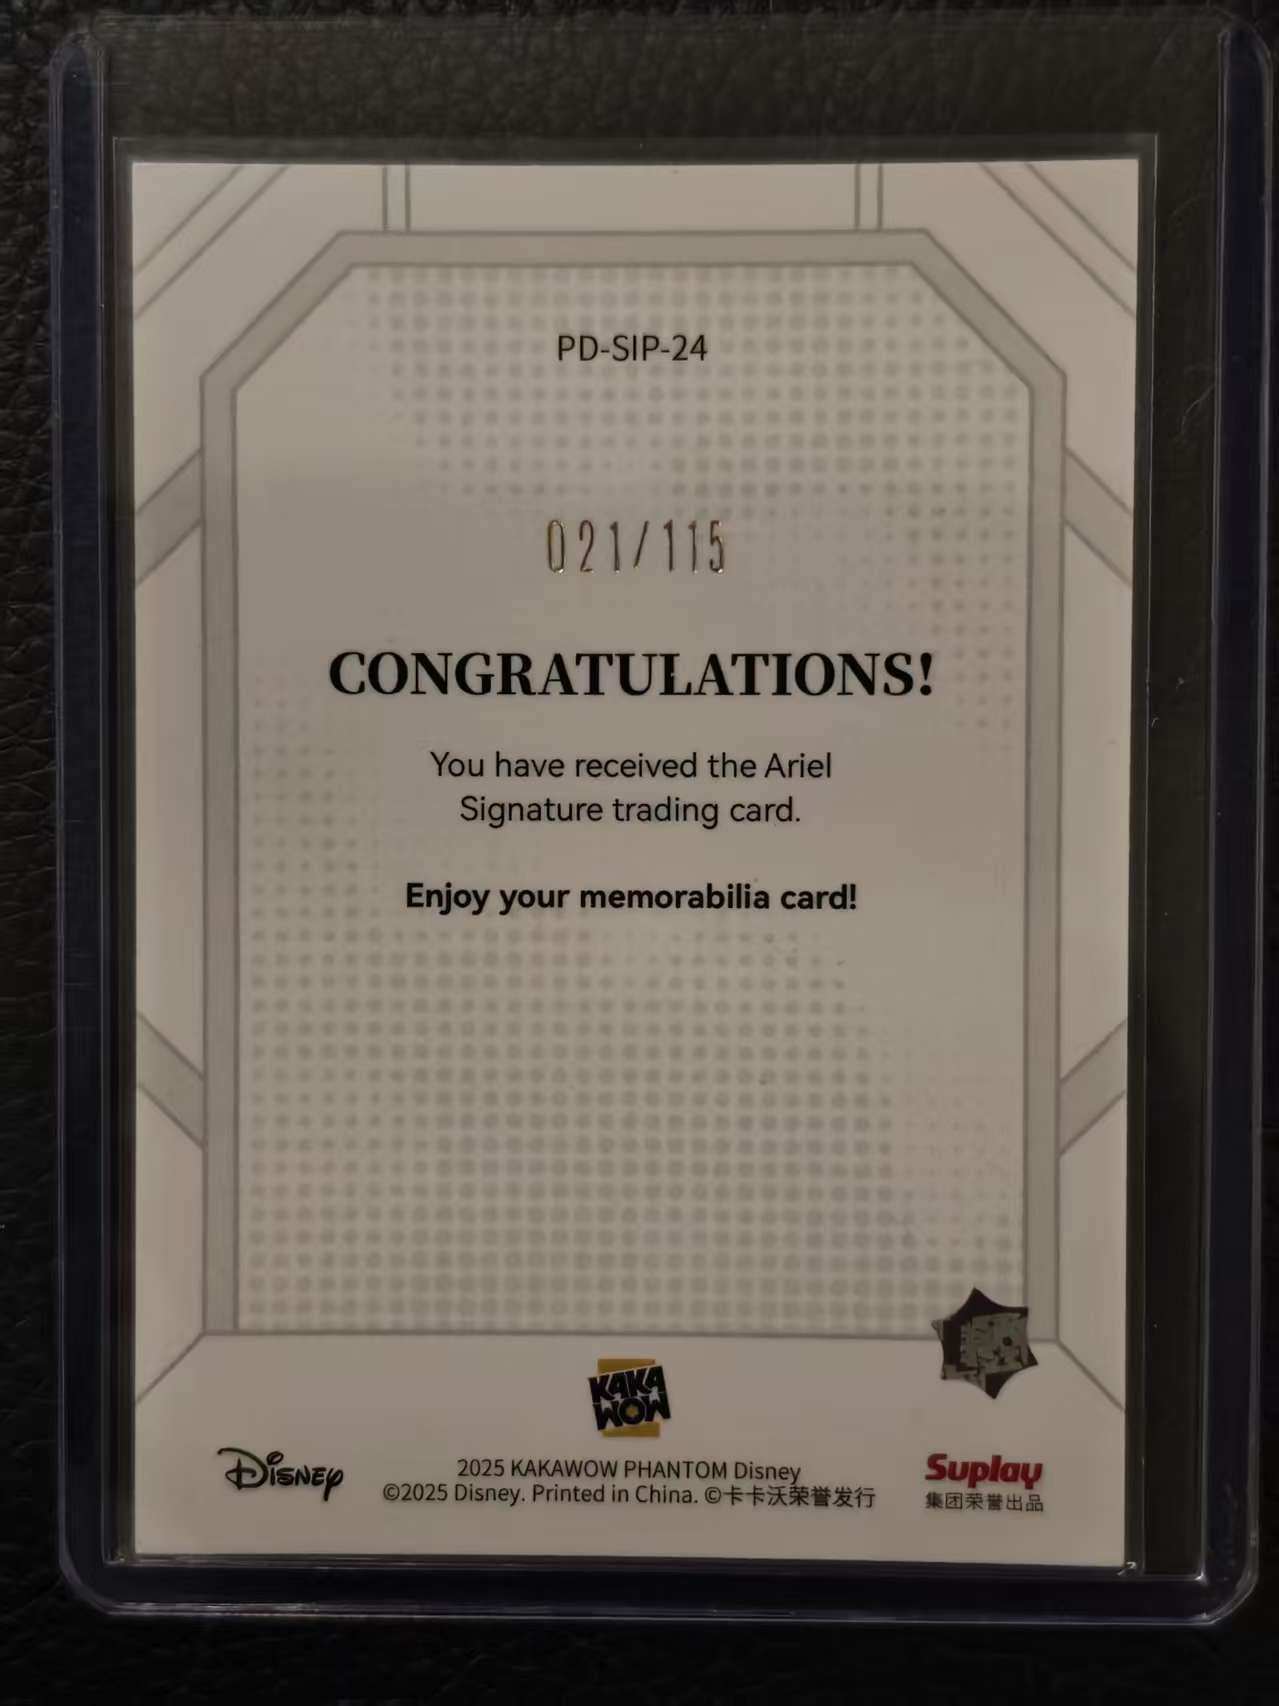 PD-SIP-24
021/115
CONGRATULATIONS!
You have received the Ariel
Signature trading card.
Enjoy your memorabilia card!
KAKA
WOW
Disney
2025 KAKAWOW PHANTOM Disney
©2025 Disney. Printed in China. ©卡卡沃荣誉发行
Suplay
集团荣誉出品